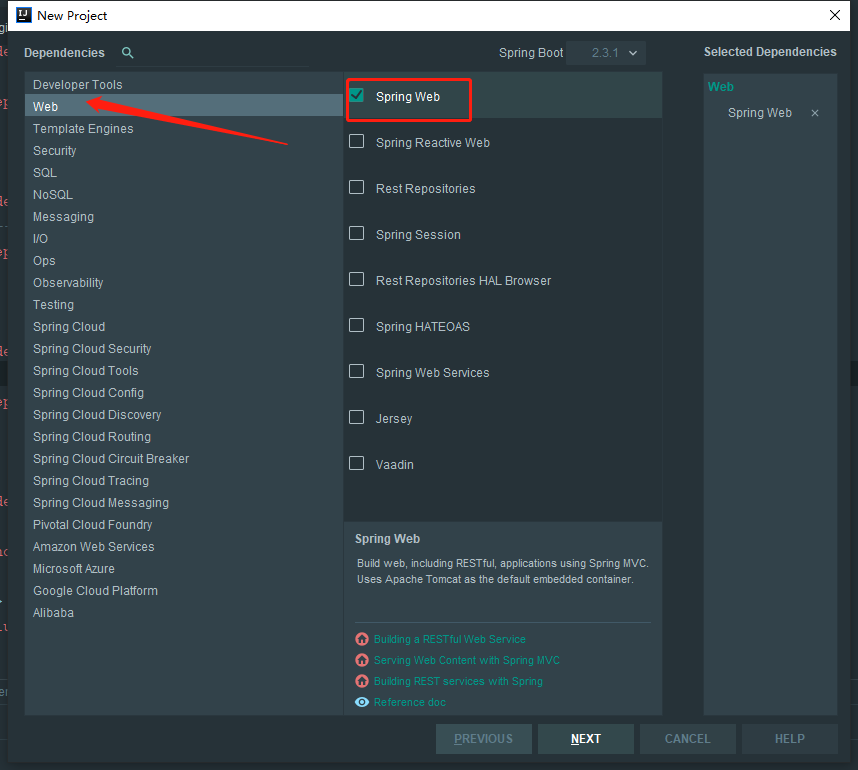 New Project
Dependencies
Spring Boot 2.3.1
Selected Dependencies
Developer Tools
Web
Template Engines
Security
SQL
NoSQL
Messaging
I/O
Ops
Observability
Testing
Spring Cloud
Spring Cloud Security
Spring Cloud Tools
Spring Cloud Config
Spring Cloud Discovery
Spring Cloud Routing
Spring Cloud Circuit Breaker
Spring Cloud Tracing
Spring Cloud Messaging
Pivotal Cloud Foundry
Amazon Web Services
Microsoft Azure
Google Cloud Platform
Alibaba
Spring Web
Spring Reactive Web
Rest Repositories
Spring Session
Rest Repositories HAL Browser
Spring HATEOAS
Spring Web Services
Jersey
Vaadin
Spring Web
Build web, including RESTful, applications using Spring MVC.
Uses Apache Tomcat as the default embedded container.
Building a RESTful Web Service
Serving Web Content with Spring MVC
Building REST services with Spring
Reference doc
Web
Spring Web
PREVIOUS
NEXT
CANCEL
HELP